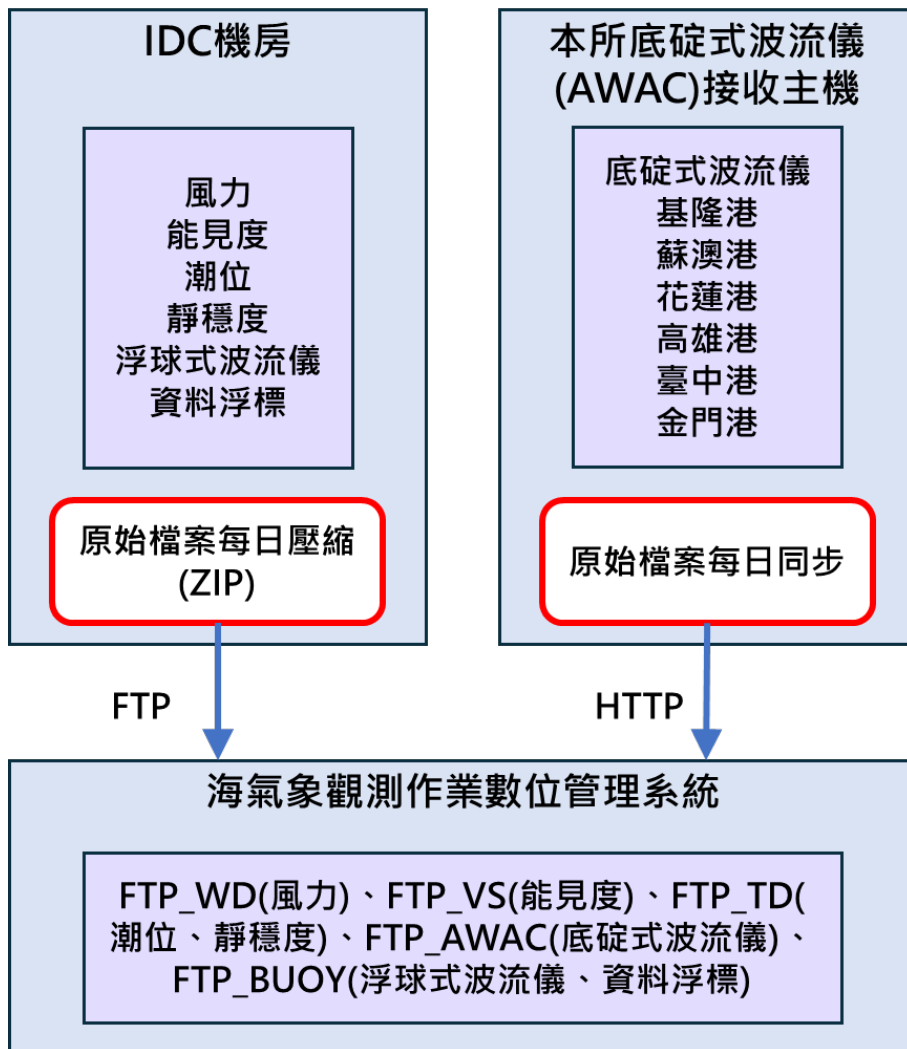 IDC機房
風力
能見度
潮位
靜穩度
浮球式波流儀
資料浮標
原始檔案每日壓縮
(ZIP)
FTP
本所底碇式波流儀
(AWAC)接收主機
底碇式波流儀
基隆港
蘇澳港
花蓮港
高雄港
臺中港
金門港
原始檔案每日同步
HTTP
海氣象觀測作業數位管理系統
FTP_WD(風力)、FTP_VS(能見度)、FTP_TD(
潮位、靜穩度)、FTP_AWAC(底碇式波流儀)、
FTP_BUOY(浮球式波流儀、資料浮標)